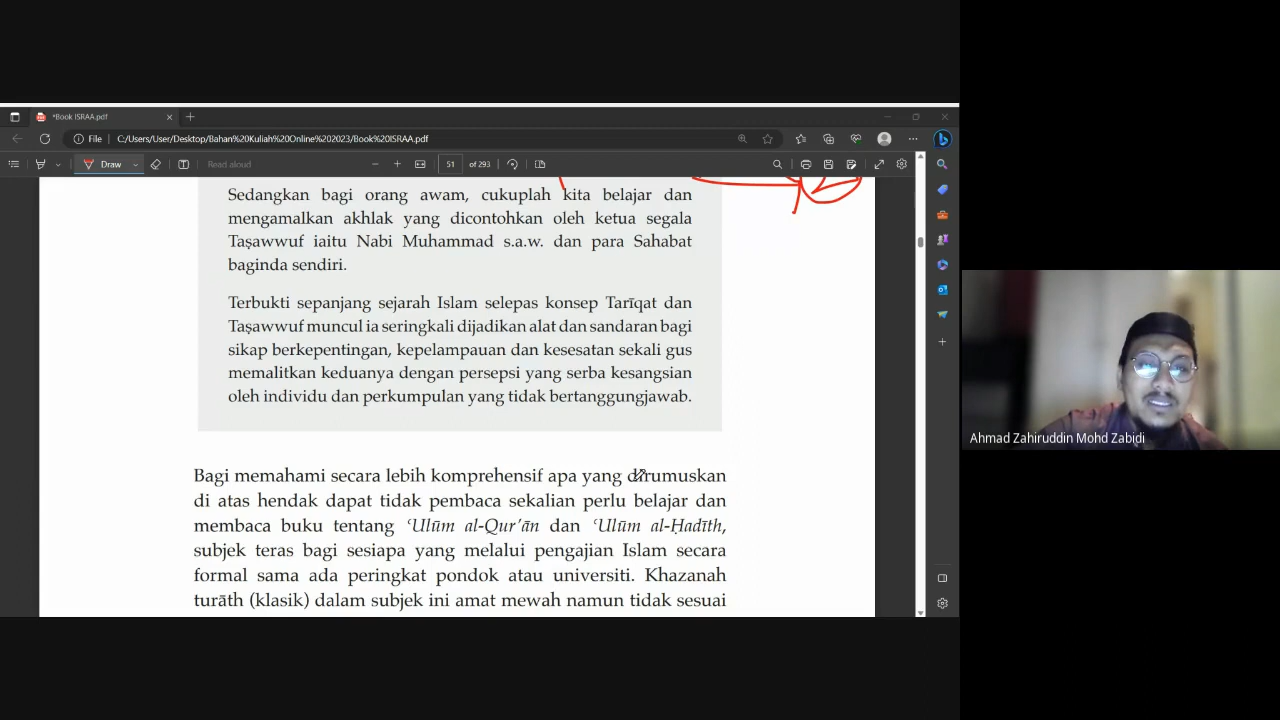 *Book ISRAA.pdf
File
C:/Users/User/Desktop/Bahan%20Kuliah%20Online%202023/Book%20ISRAA.pdf
Draw
Read aloud
51 of 293
Sedangkan bagi orang awam, cukuplah kita belajar dan
mengamalkan akhlak yang dicontohkan oleh ketua segala
Taṣawwuf iaitu Nabi Muhammad s.a.w. dan para Sahabat
baginda sendiri.
Terbukti sepanjang sejarah Islam selepas konsep Tarīqat dan
Taṣawwuf muncul ia seringkali dijadikan alat dan sandaran bagi
sikap berkepentingan, kepelampauan dan kesesatan sekali gus
memalitkan keduanya dengan persepsi yang serba kesangsian
oleh individu dan perkumpulan yang tidak bertanggungjawab.
Bagi memahami secara lebih komprehensif apa yang dirumuskan
di atas hendak dapat tidak pembaca sekalian perlu belajar dan
membaca buku tentang ʿUlūm al-Qur’ān dan ʿUlūm al-Ḥadīth,
subjek teras bagi sesiapa yang melalui pengajian Islam secara
formal sama ada peringkat pondok atau universiti. Khazanah
turāth (klasik) dalam subjek ini amat mewah namun tidak sesuai
Ahmad Zahiruddin Mohd Zabidi